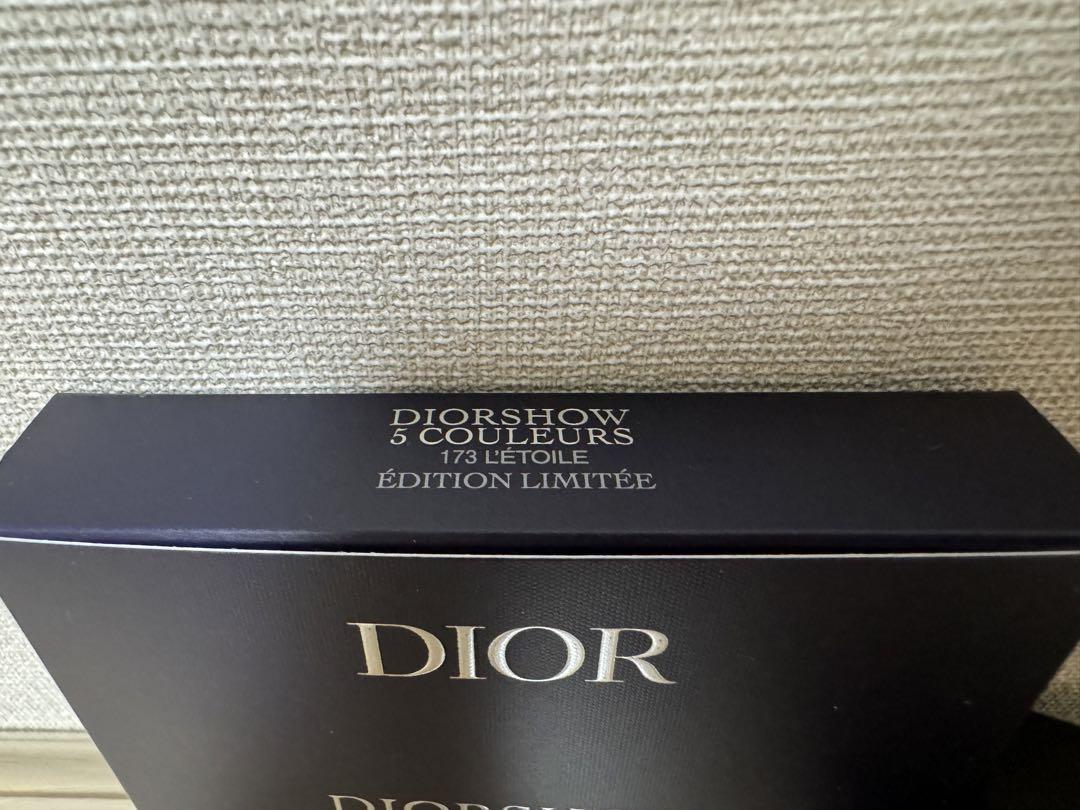 DIORSHOW
5 COULEURS
173 L'ÉTOILE
ÉDITION LIMITÉE
DIOR